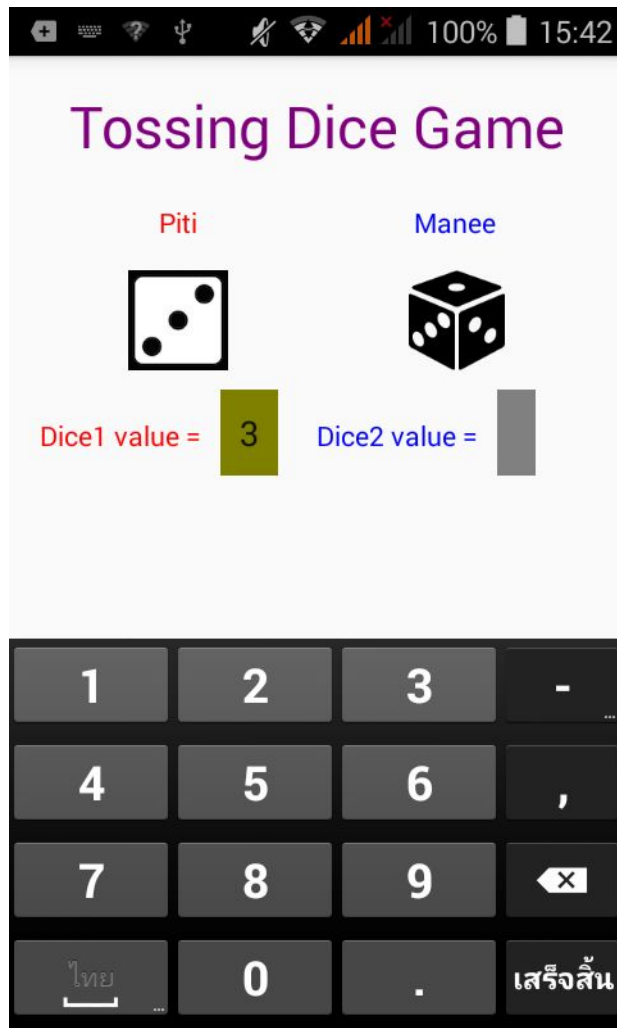 100% 15:42
Tossing Dice Game
Piti Manee
Dice1 value = 3 Dice2 value =
1 2 3 -
4 5 6 ,
7 8 9
ไทย 0 . เสร็จสิ้น